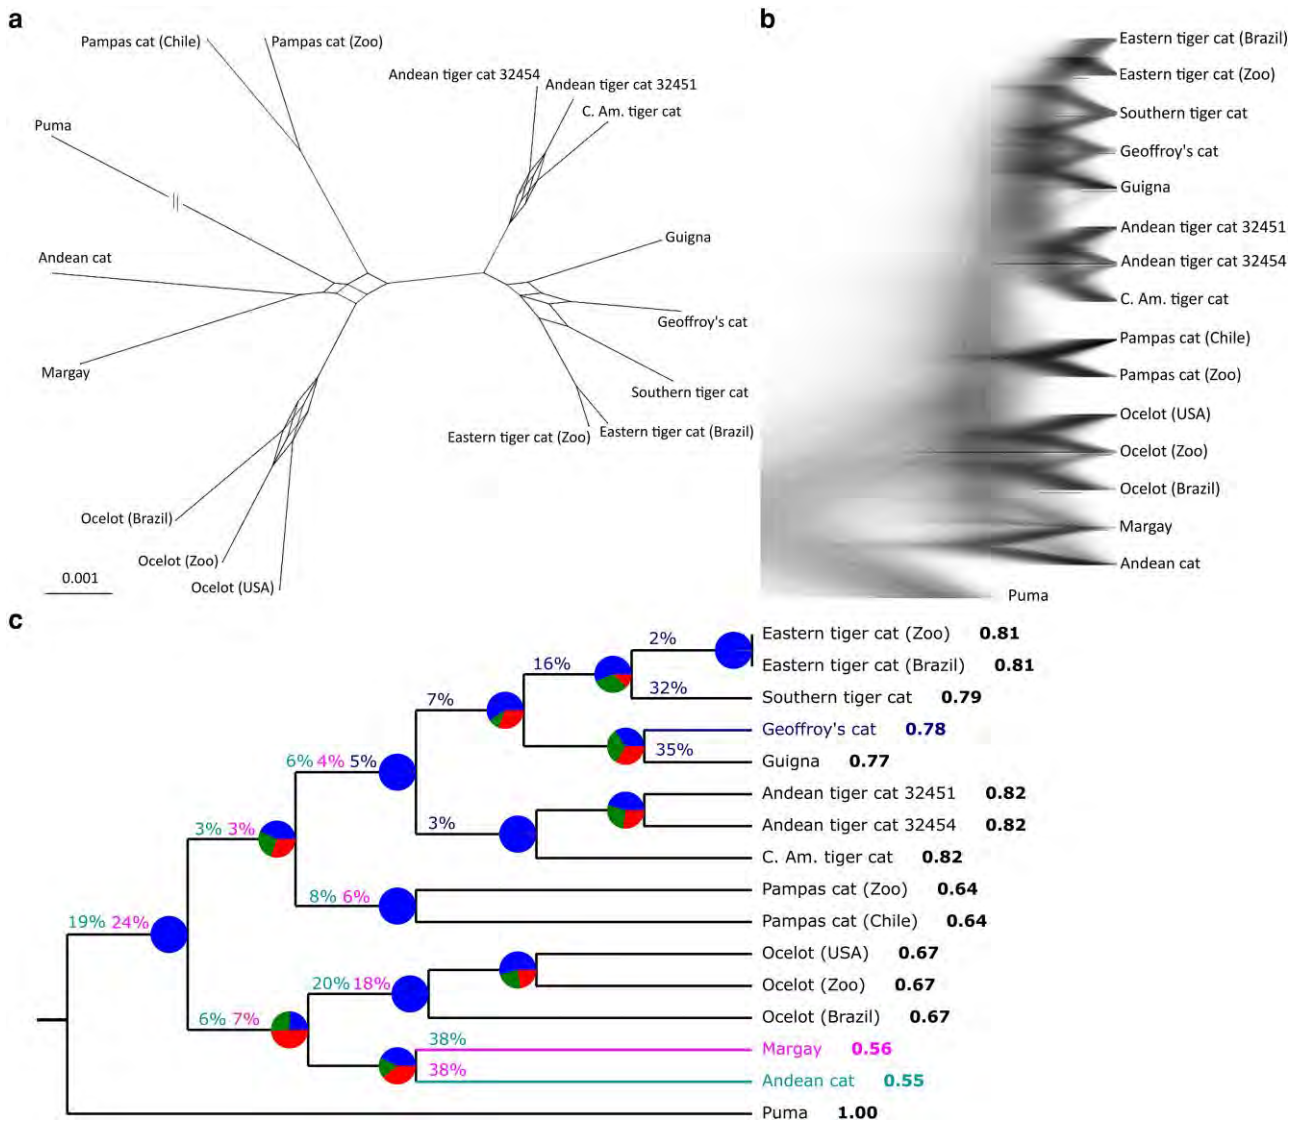 a
Pampas cat (Chile)
Pampas cat (Zoo)
Andean tiger cat 32454
Andean tiger cat 32451
C. Am. tiger cat
Puma
Guigna
Andean cat
Geoffroy's cat
Margay
Southern tiger cat
Eastern tiger cat (Zoo)
Eastern tiger cat (Brazil)
Ocelot (Brazil)
Ocelot (Zoo)
Ocelot (USA)
0.001
b
Eastern tiger cat (Brazil)
Eastern tiger cat (Zoo)
Southern tiger cat
Geoffroy's cat
Guigna
Andean tiger cat 32451
Andean tiger cat 32454
C. Am. tiger cat
Pampas cat (Chile)
Pampas cat (Zoo)
Ocelot (USA)
Ocelot (Zoo)
Ocelot (Brazil)
Margay
Andean cat
Puma
c
2% Eastern tiger cat (Zoo) 0.81
16% Eastern tiger cat (Brazil) 0.81
7% 32% Southern tiger cat 0.79
Geoffroy's cat 0.78
6% 4% 5% 35% Guigna 0.77
Andean tiger cat 32451 0.82
3% 3% 3% Andean tiger cat 32454 0.82
C. Am. tiger cat 0.82
8% 6% Pampas cat (Zoo) 0.64
19% 24% Pampas cat (Chile) 0.64
Ocelot (USA) 0.67
20% 18% Ocelot (Zoo) 0.67
6% 7% Ocelot (Brazil) 0.67
38% Margay 0.56
38% Andean cat 0.55
Puma 1.00